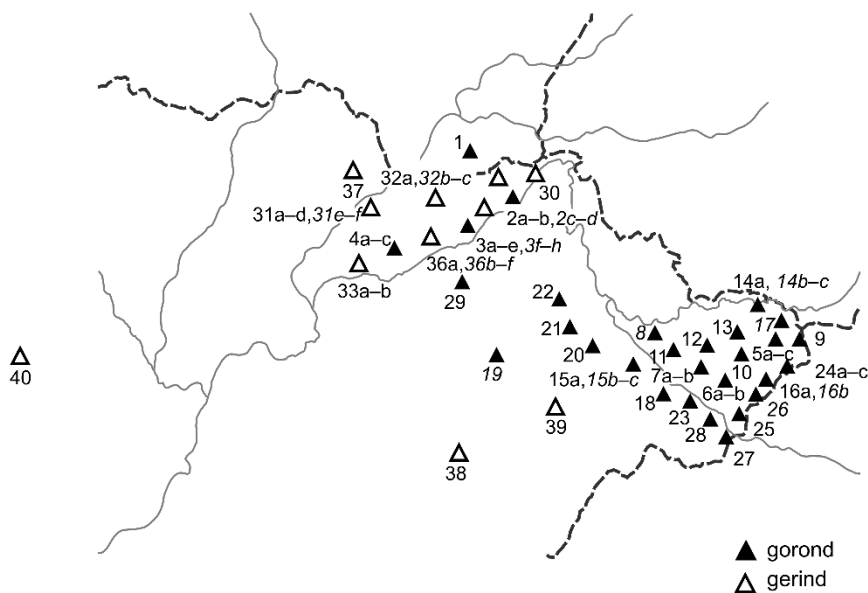 1
32a,32b–c
37
30
31a–d,31e–f
2a–b,2c–d
4a–c
3a–e,3f–h
36a,36b–f
33a–b
29
22
14a, 14b–c
21
8
13
17
9
12
40
19
20
11
10
5a–c
15a,15b–c
7a–b
24a–c
6a–b
16a,16b
18
26
39
23
28
25
27
38
gorond
gerind